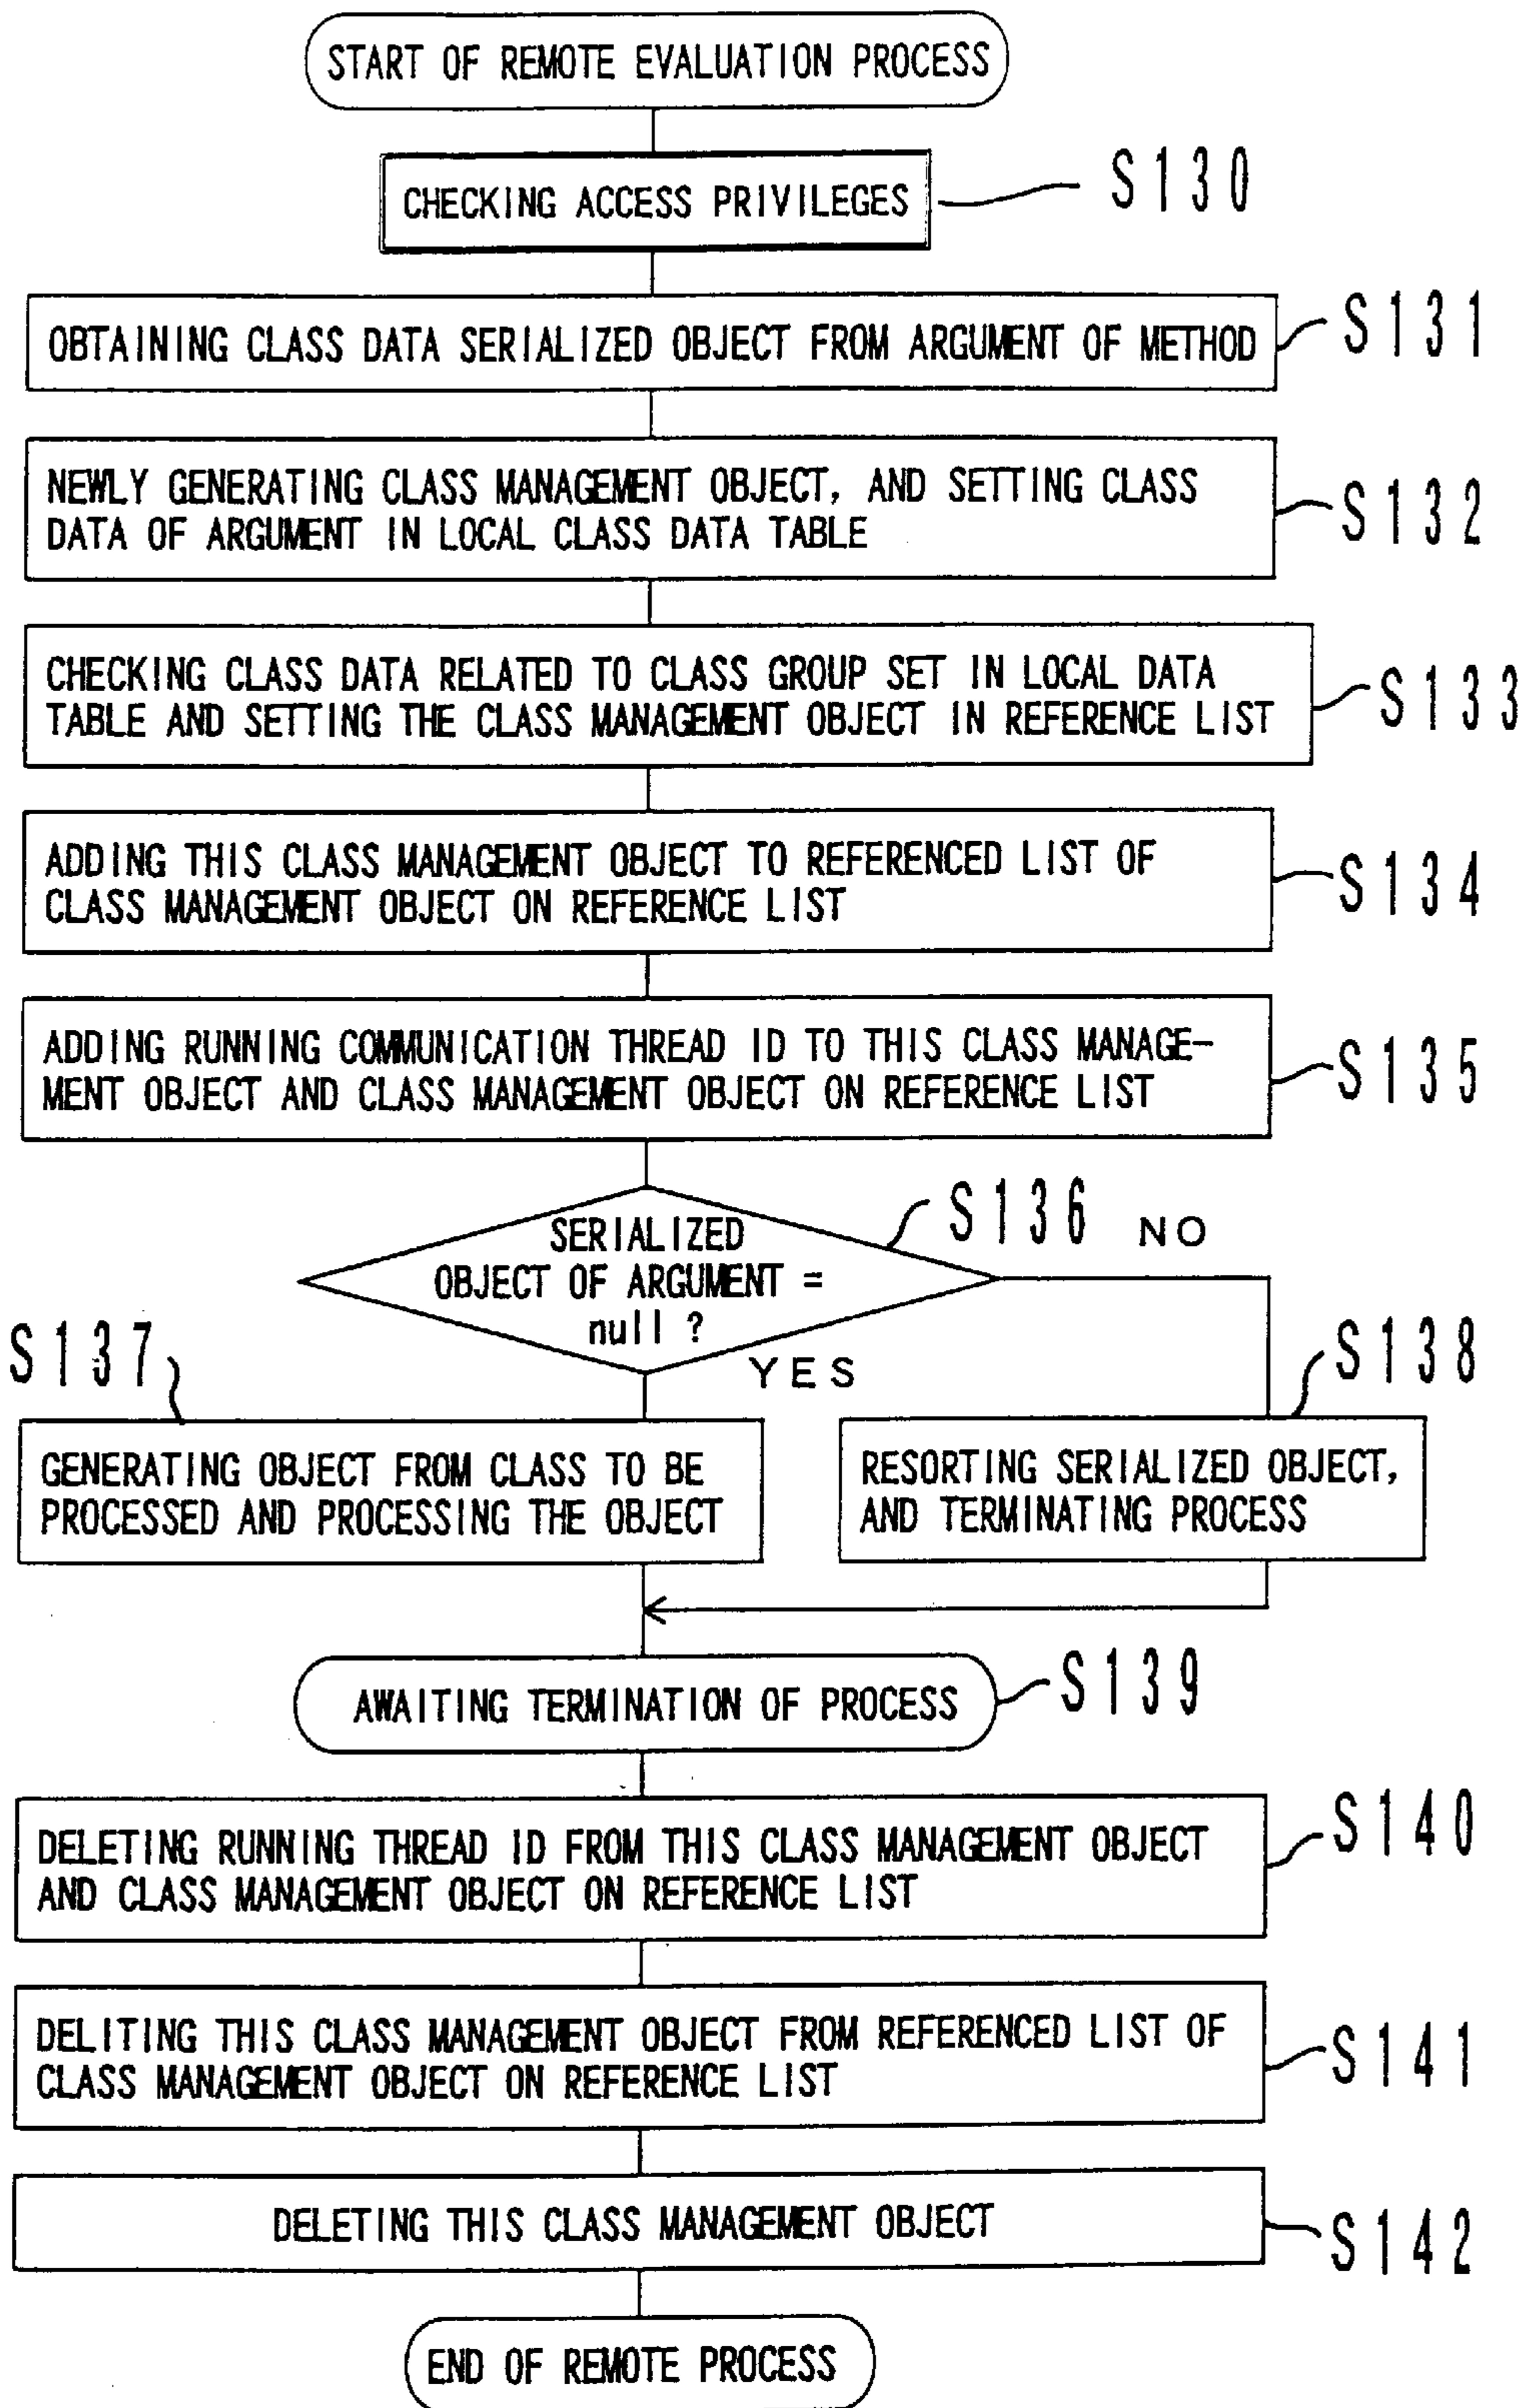 START OF REMOTE EVALUATION PROCESS
CHECKING ACCESS PRIVILEGES
S130
OBTAINING CLASS DATA SERIALIZED OBJECT FROM ARGUMENT OF METHOD
S131
NEWLY GENERATING CLASS MANAGEMENT OBJECT, AND SETTING CLASS
DATA OF ARGUMENT IN LOCAL CLASS DATA TABLE
S132
CHECKING CLASS DATA RELATED TO CLASS GROUP SET IN LOCAL DATA
TABLE AND SETTING THE CLASS MANAGEMENT OBJECT IN REFERENCE LIST
S133
ADDING THIS CLASS MANAGEMENT OBJECT TO REFERENCED LIST OF
CLASS MANAGEMENT OBJECT ON REFERENCE LIST
S134
ADDING RUNNING COMMUNICATION THREAD ID TO THIS CLASS MANAGE-
MENT OBJECT AND CLASS MANAGEMENT OBJECT ON REFERENCE LIST
S135
SERIALIZED
OBJECT OF ARGUMENT =
null ?
S136
NO
YES
S137
GENERATING OBJECT FROM CLASS TO BE
PROCESSED AND PROCESSING THE OBJECT
S138
RESORTING SERIALIZED OBJECT,
AND TERMINATING PROCESS
AWAITING TERMINATION OF PROCESS
S139
DELETING RUNNING THREAD ID FROM THIS CLASS MANAGEMENT OBJECT
AND CLASS MANAGEMENT OBJECT ON REFERENCE LIST
S140
DELITING THIS CLASS MANAGEMENT OBJECT FROM REFERENCED LIST OF
CLASS MANAGEMENT OBJECT ON REFERENCE LIST
S141
DELETING THIS CLASS MANAGEMENT OBJECT
S142
END OF REMOTE PROCESS